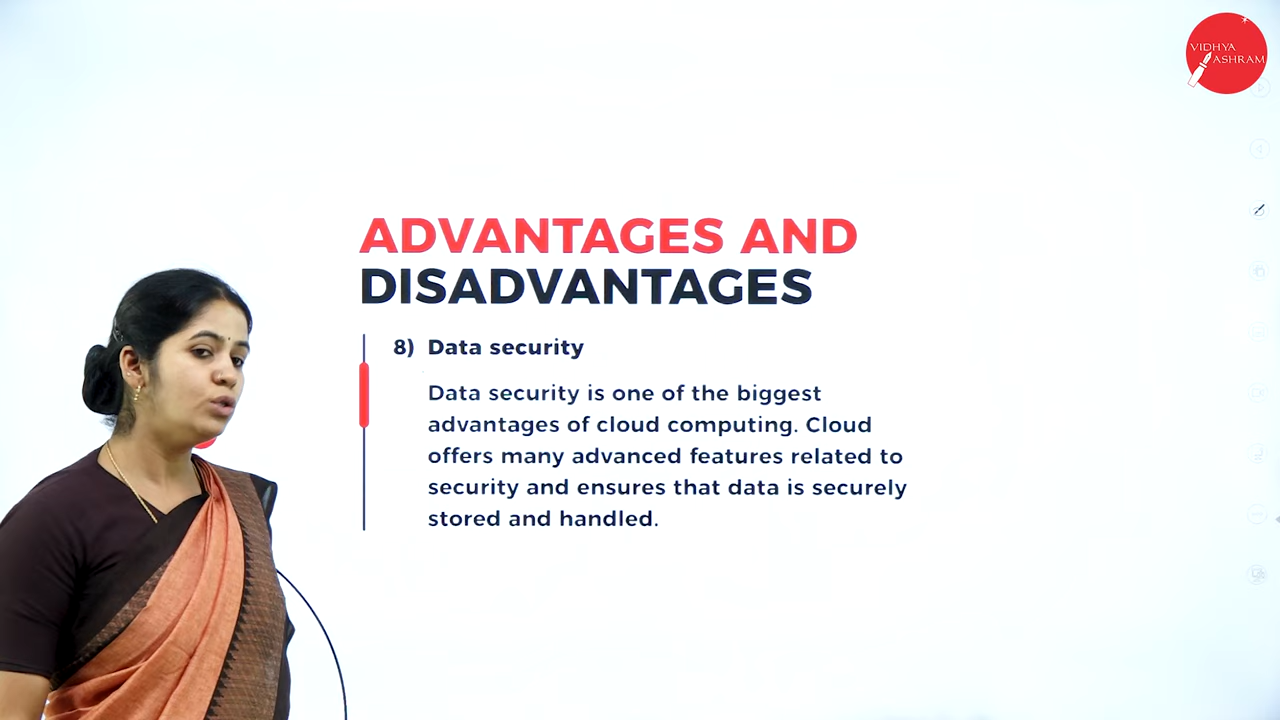 VIDHYA
ASHRAM
ADVANTAGES AND
DISADVANTAGES
8) Data security
Data security is one of the biggest
advantages of cloud computing. Cloud
offers many advanced features related to
security and ensures that data is securely
stored and handled.